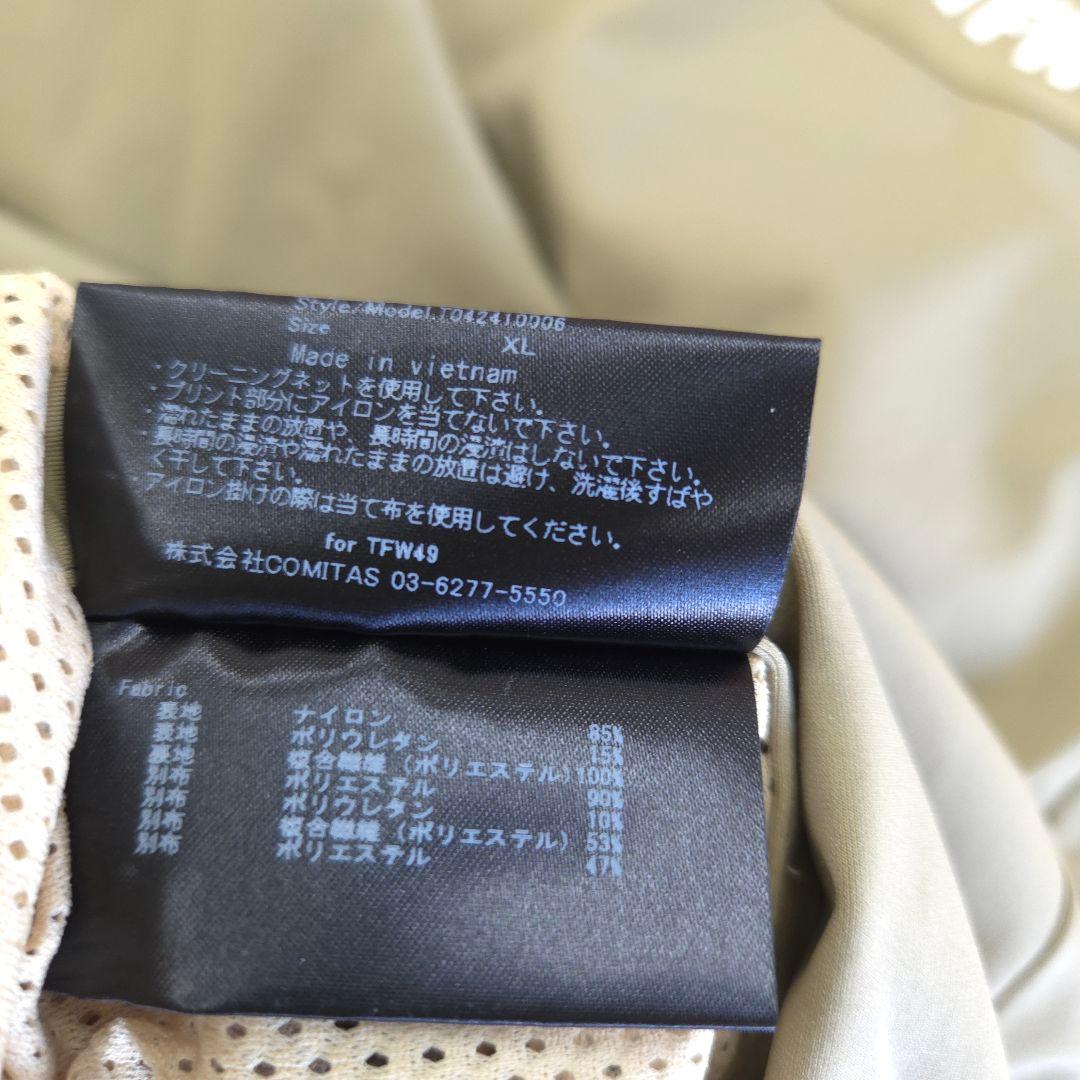 Style/Model.T042410006
Size XL
Made in vietnam
・クリーニングネットを使用して下さい。
・プリント部分にアイロンを当てないで下さい。
・濡れたままの放置や、長時間の浸漬はしないで下さい。
・長時間の浸漬や濡れたままの放置は避け、洗濯後すばや
く干して下さい。
・アイロン掛けの際は当て布を使用してください。
for TFW49
株式会社COMITAS 03-6277-5550
Fabric
表地 ナイロン 85%
表地 ポリウレタン 15%
裏地 複合繊維(ポリエステル)100%
別布 ポリエステル 90%
別布 ポリウレタン 10%
別布 複合繊維(ポリエステル) 53%
別布 ポリエステル 47%